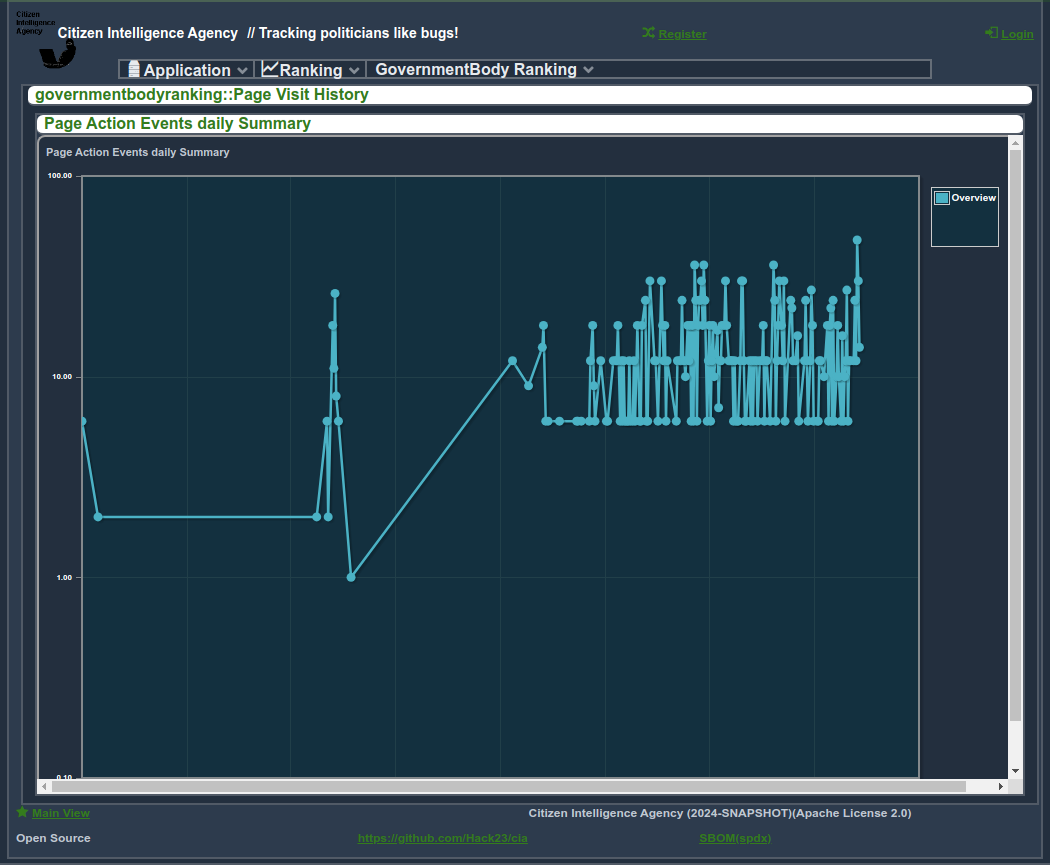 Citizen
Intelligence
Agency
Citizen Intelligence Agency // Tracking politicians like bugs!
Register
Login
Application
Ranking
GovernmentBody Ranking
governmentbodyranking::Page Visit History
Page Action Events daily Summary
Page Action Events daily Summary
100.00
Overview
10.00
1.00
0.10
Main View
Citizen Intelligence Agency (2024-SNAPSHOT)(Apache License 2.0)
Open Source
https://github.com/Hack23/cia
SBOM(spdx)